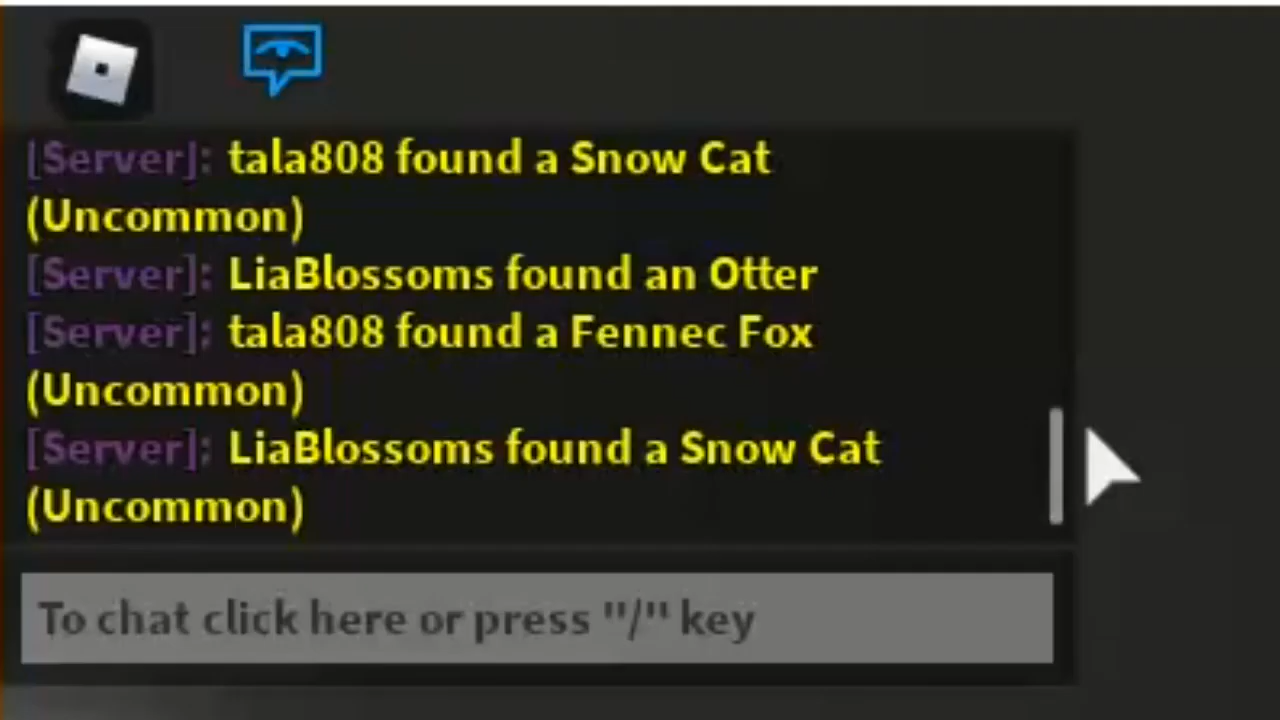 [Server]: tala808 found a Snow Cat
(Uncommon)
[Server]: LiaBlossoms found an Otter
[Server]: tala808 found a Fennec Fox
(Uncommon)
[Server]: LiaBlossoms found a Snow Cat
(Uncommon)
To chat click here or press "/" key